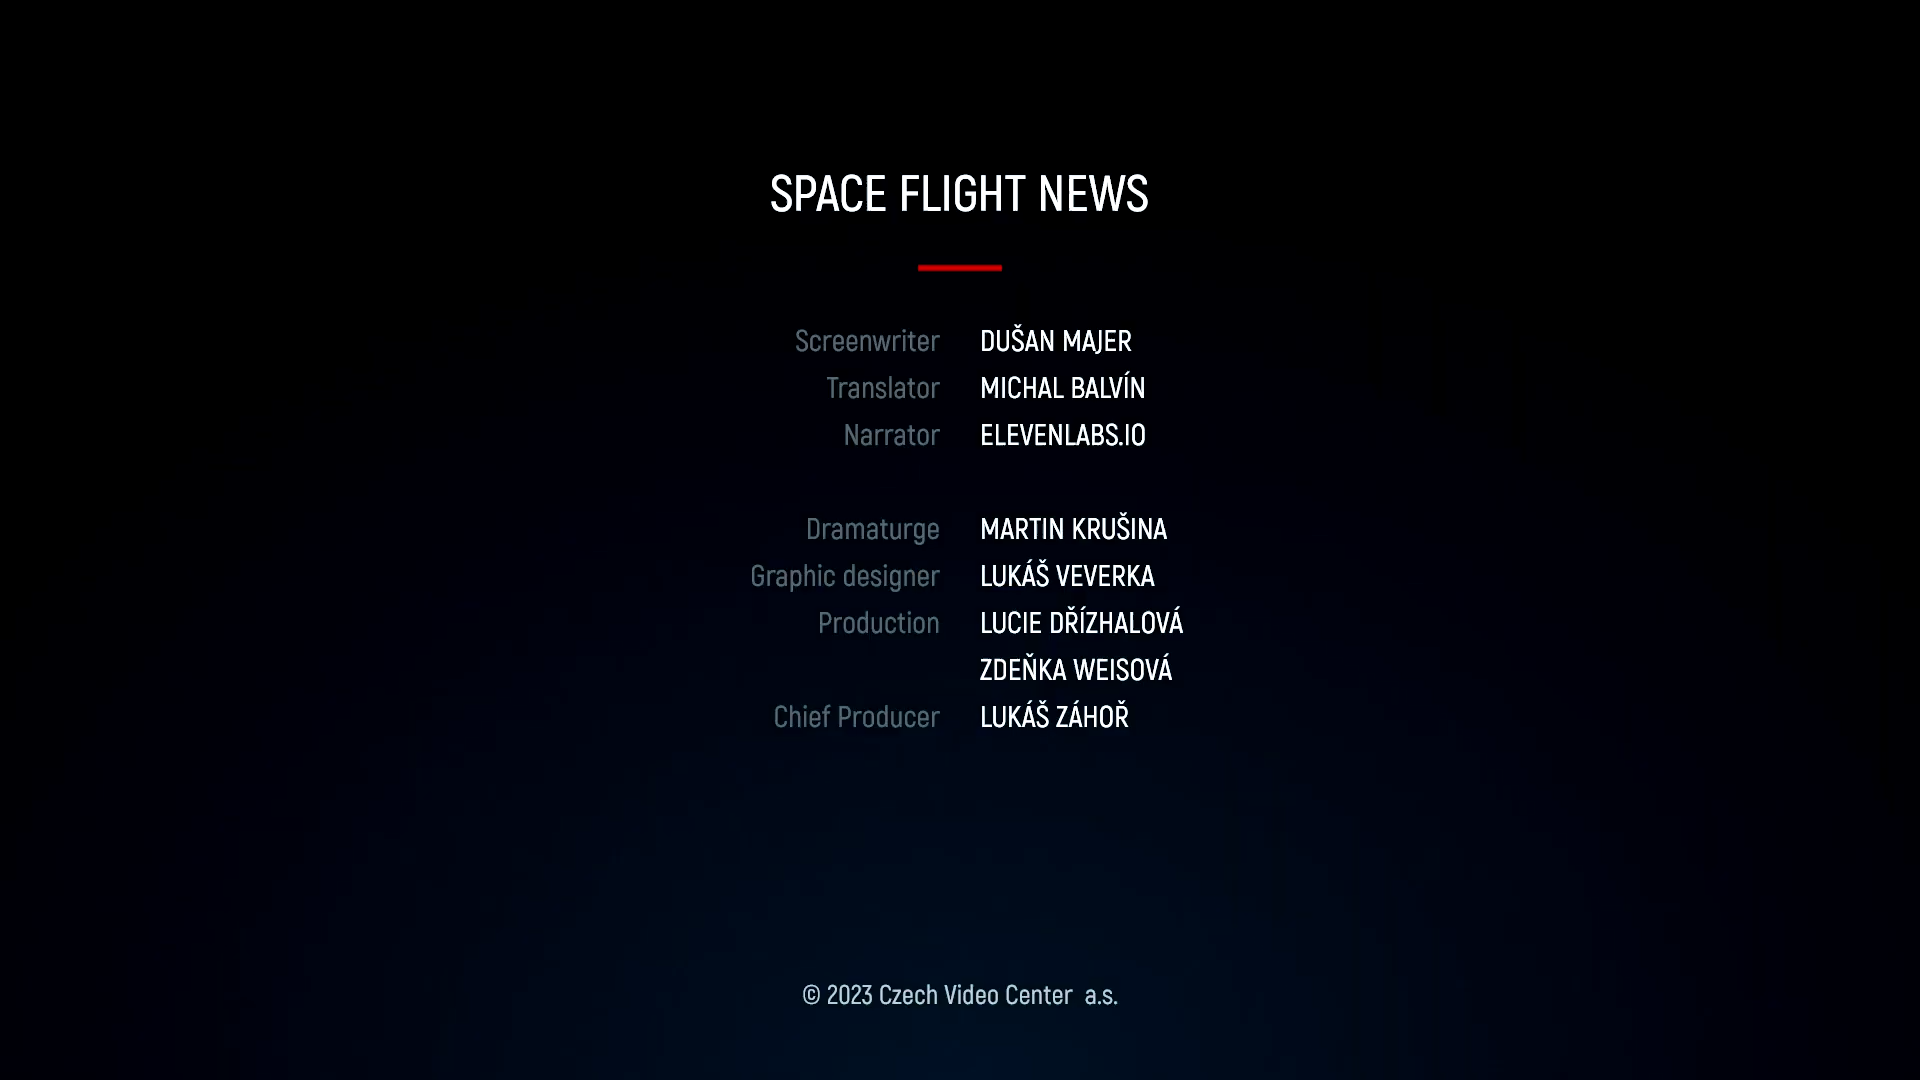 SPACE FLIGHT NEWS
Screenwriter DUŠAN MAJER
Translator MICHAL BALVÍN
Narrator ELEVENLABS.IO
Dramaturge MARTIN KRUŠINA
Graphic designer LUKÁŠ VEVERKA
Production LUCIE DŘÍZHALOVÁ
ZDEŇKA WEISOVÁ
Chief Producer LUKÁŠ ZÁHOŘ
© 2023 Czech Video Center a.s.